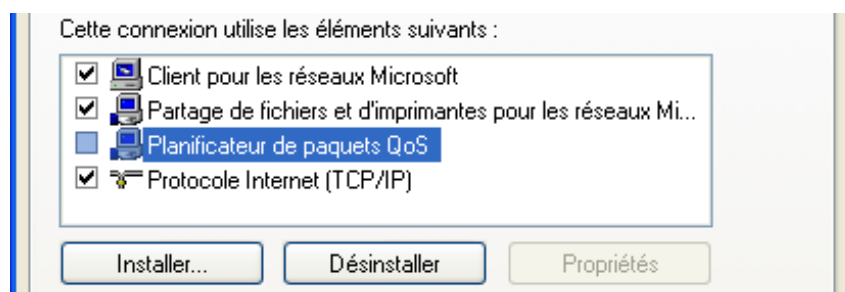 Cette connexion utilise les éléments suivants :
Client pour les réseaux Microsoft
Partage de fichiers et d'imprimantes pour les réseaux Mi...
Planificateur de paquets QoS
Protocole Internet (TCP/IP)
Installer... Désinstaller Propriétés